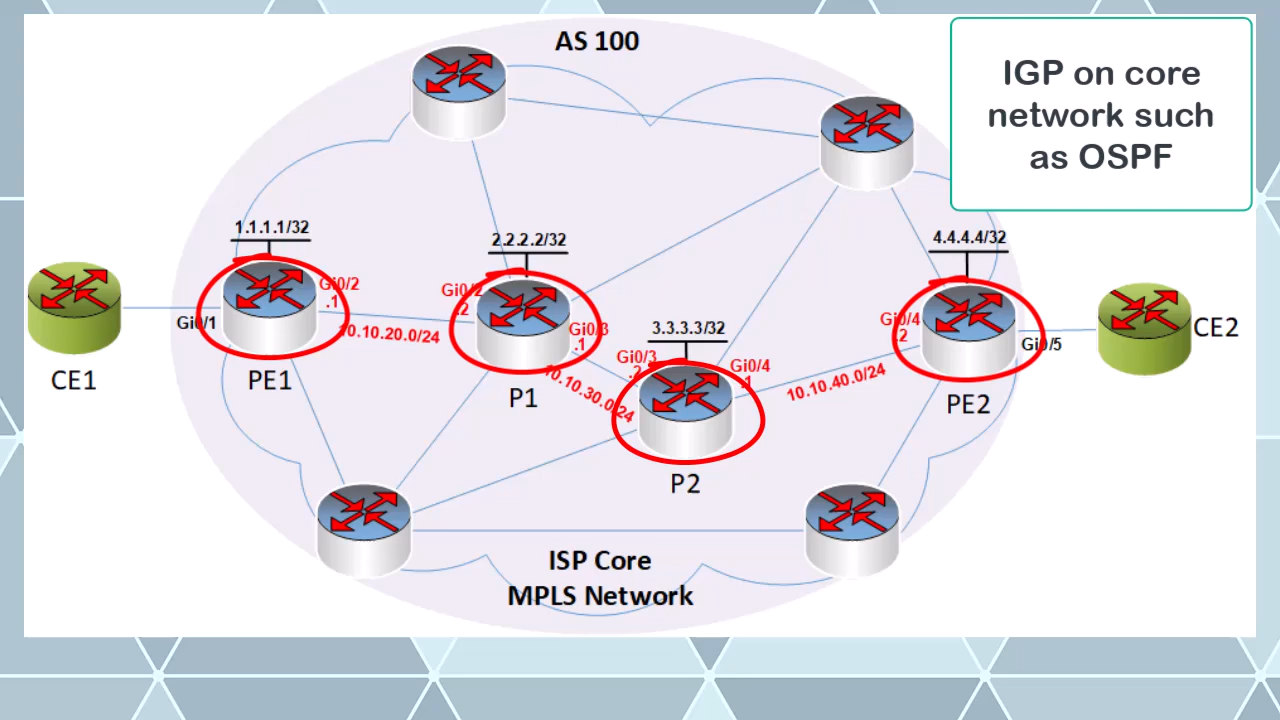 AS 100
IGP on core
network such
as OSPF
1.1.1.1/32
2.2.2.2/32
4.4.4.4/32
3.3.3.3/32
Gi0/1
Gi0/2
.1
10.10.20.0/24
Gi0/2
.2
Gi0/3
.1
10.10.30.0/24
Gi0/3
.2
Gi0/4
.1
10.10.40.0/24
Gi0/4
.2
Gi0/5
CE1
PE1
P1
P2
PE2
CE2
ISP Core
MPLS Network